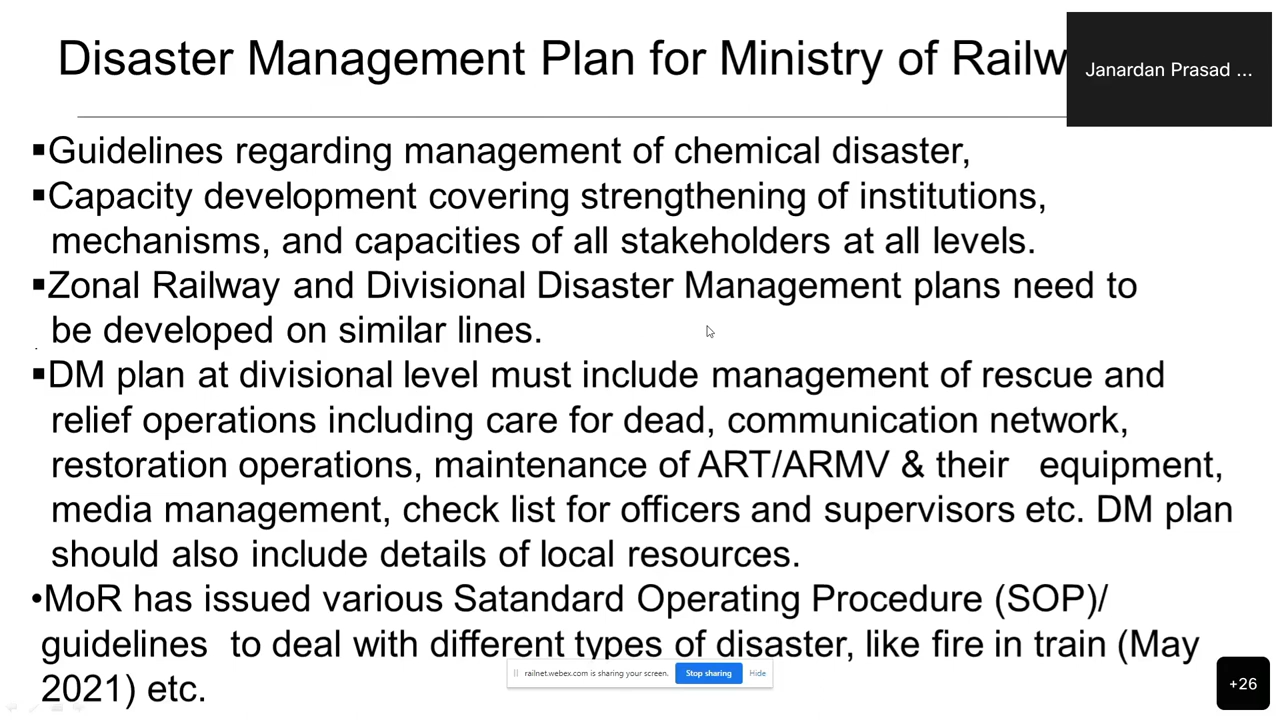 Disaster Management Plan for Ministry of Railw
Janardan Prasad ...
▪Guidelines regarding management of chemical disaster,
▪Capacity development covering strengthening of institutions,
mechanisms, and capacities of all stakeholders at all levels.
▪Zonal Railway and Divisional Disaster Management plans need to
be developed on similar lines.
▪DM plan at divisional level must include management of rescue and
relief operations including care for dead, communication network,
restoration operations, maintenance of ART/ARMV & their equipment,
media management, check list for officers and supervisors etc. DM plan
should also include details of local resources.
•MoR has issued various Satandard Operating Procedure (SOP)/
guidelines to deal with different types of disaster, like fire in train (May
2021) etc.
railnet.webex.com is sharing your screen. Stop sharing Hide
+26